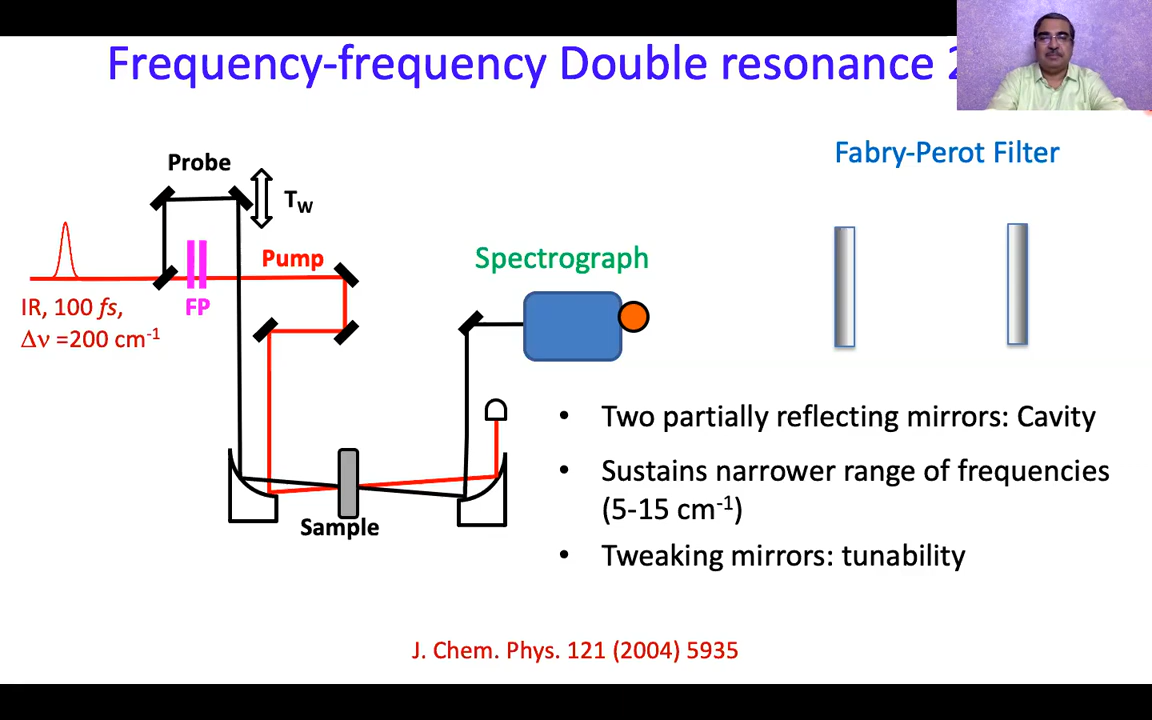 Frequency-frequency Double resonance 2
Fabry-Perot Filter
Probe
T_W
Pump
Spectrograph
IR, 100 fs,
Δν =200 cm⁻¹
FP
• Two partially reflecting mirrors: Cavity
• Sustains narrower range of frequencies
(5-15 cm⁻¹)
Sample
• Tweaking mirrors: tunability
J. Chem. Phys. 121 (2004) 5935